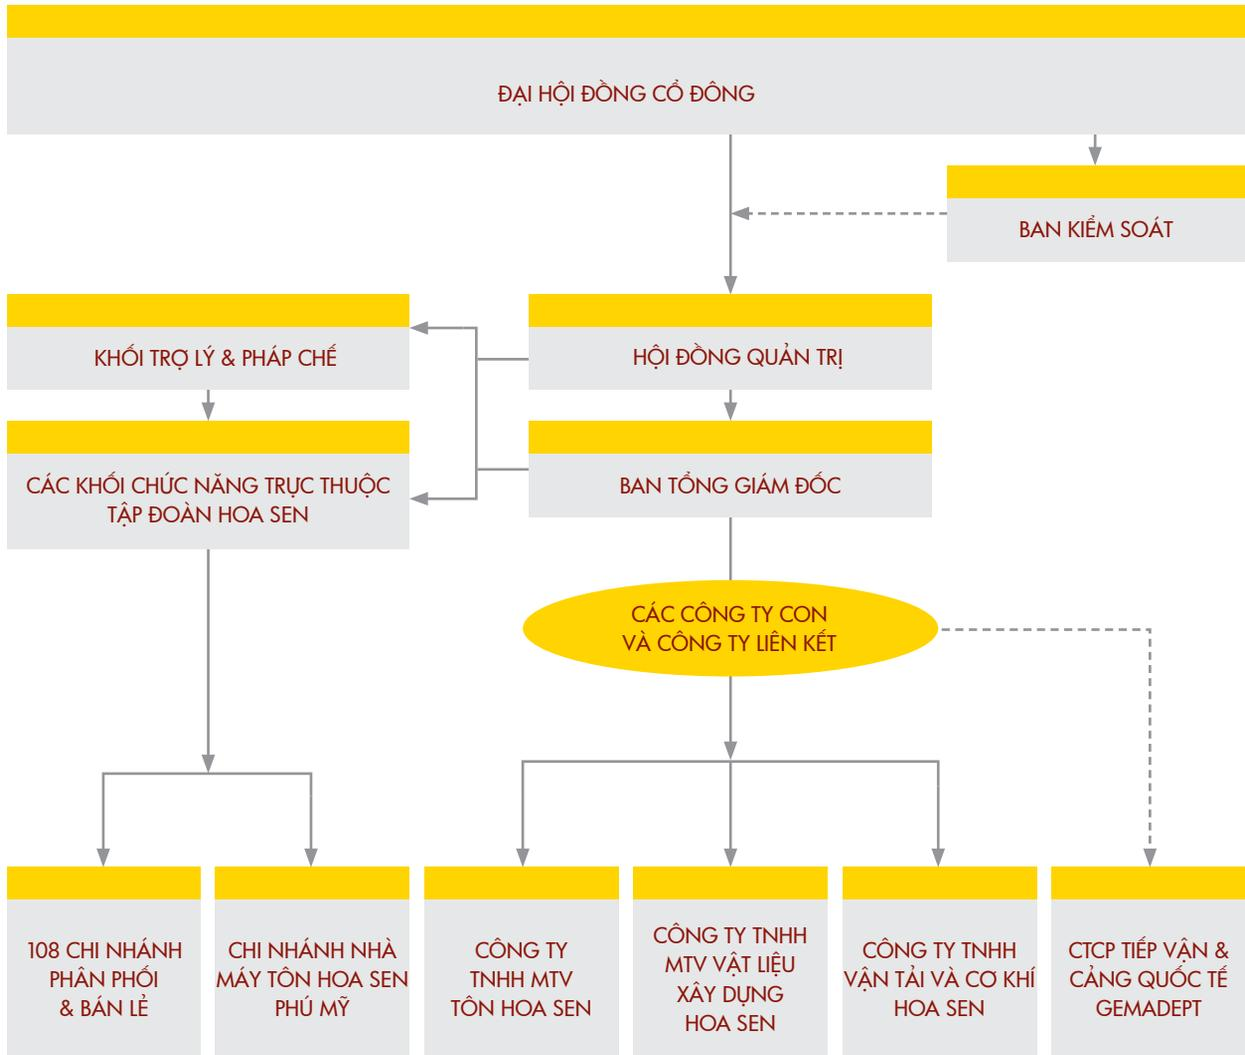 ĐẠI HỘI ĐỒNG CỔ ĐÔNG
BAN KIỂM SOÁT
KHỐI TRỢ LÝ & PHÁP CHẾ
HỘI ĐỒNG QUẢN TRỊ
CÁC KHỐI CHỨC NĂNG TRỰC THUỘC
TẬP ĐOÀN HOA SEN
BAN TỔNG GIÁM ĐỐC
CÁC CÔNG TY CON
VÀ CÔNG TY LIÊN KẾT
108 CHI NHÁNH
PHÂN PHỐI
& BÁN LẺ
CHI NHÁNH NHÀ
MÁY TÔN HOA SEN
PHÚ MỸ
CÔNG TY
TNHH MTV
TÔN HOA SEN
CÔNG TY TNHH
MTV VẬT LIỆU
XÂY DỰNG
HOA SEN
CÔNG TY TNHH
VẬN TẢI VÀ CƠ KHÍ
HOA SEN
CTCP TIẾP VẬN &
CẢNG QUỐC TẾ
GEMADEPT